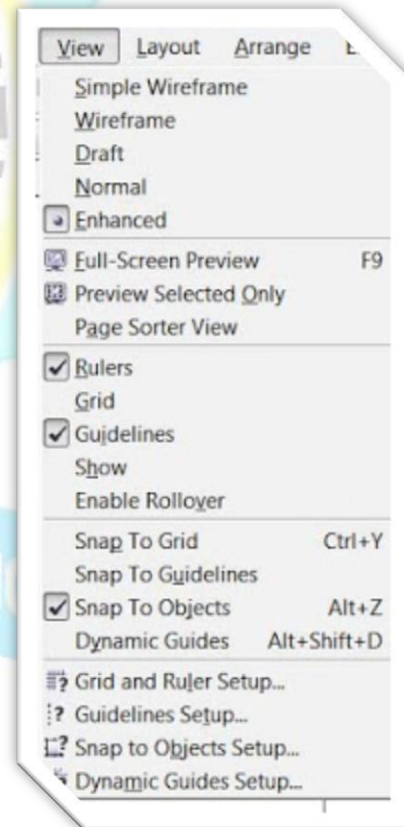 View Layout Arrange
Simple Wireframe
Wireframe
Draft
Normal
Enhanced
Full-Screen Preview F9
Preview Selected Only
Page Sorter View
Rulers
Grid
Guidelines
Show
Enable Rollover
Snap To Grid Ctrl+Y
Snap To Guidelines
Snap To Objects Alt+Z
Dynamic Guides Alt+Shift+D
Grid and Ruler Setup...
Guidelines Setup...
Snap to Objects Setup...
Dynamic Guides Setup...